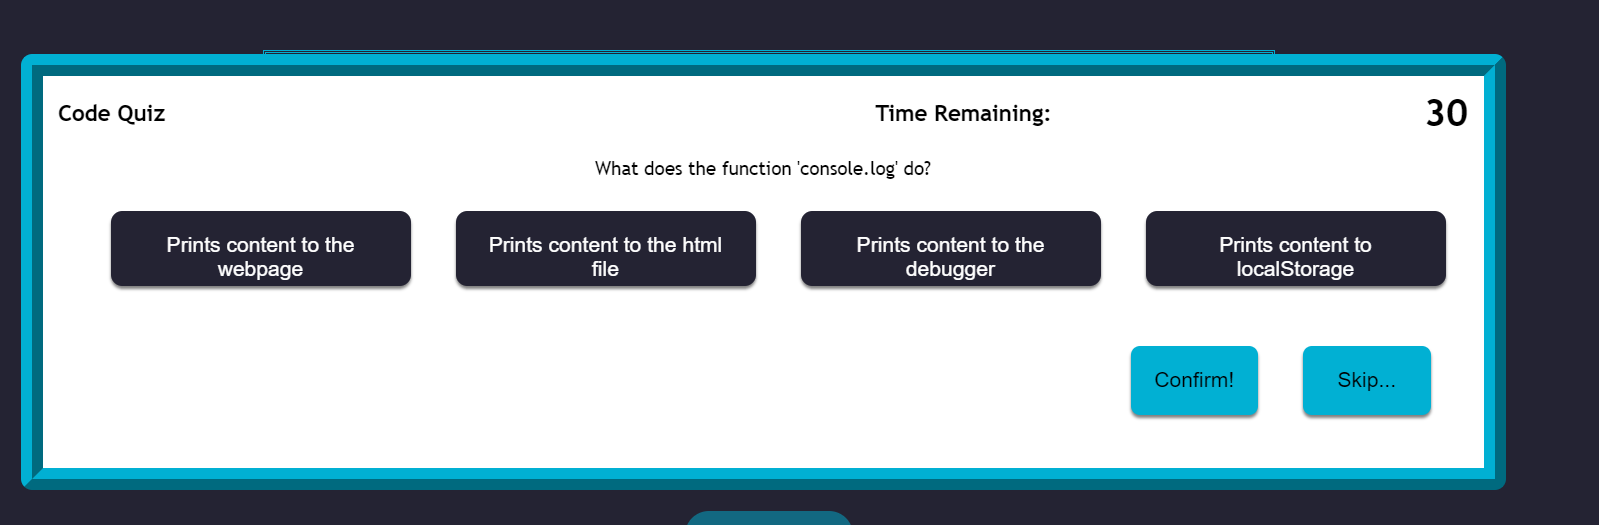 Code Quiz
Time Remaining:
30
What does the function 'console.log' do?
Prints content to the
webpage
Prints content to the html
file
Prints content to the
debugger
Prints content to
localStorage
Confirm!
Skip...